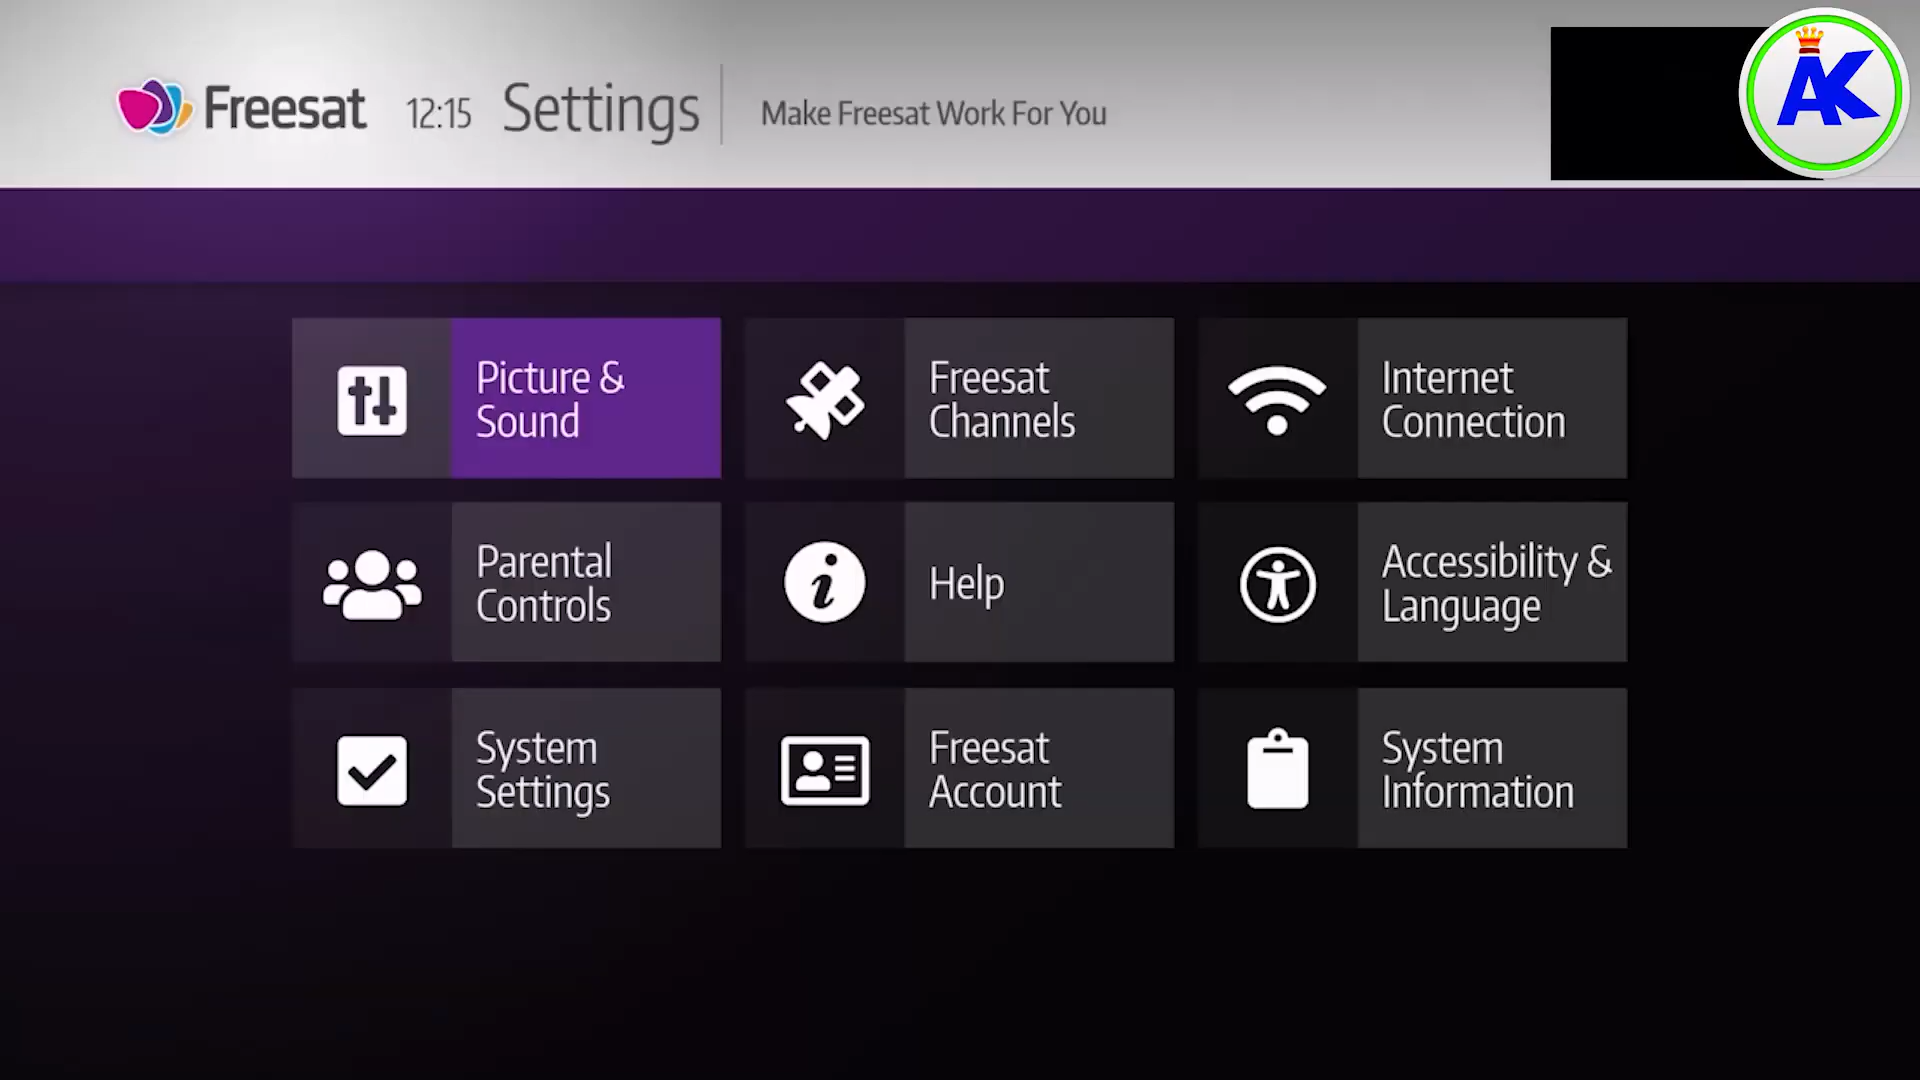 Freesat 12:15 Settings Make Freesat Work For You
AK
Picture &
Sound
Freesat
Channels
Internet
Connection
Parental
Controls
Help
Accessibility &
Language
System
Settings
Freesat
Account
System
Information